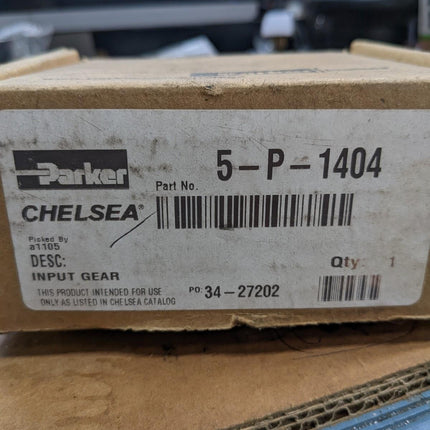 Parker
Part No. 5-P-1404
CHELSEA®
Picked By
a1105
DESC:
Qty: 1
INPUT GEAR
THIS PRODUCT INTENDED FOR USE
ONLY AS LISTED IN CHELSEA CATALOG
PO: 34-27202